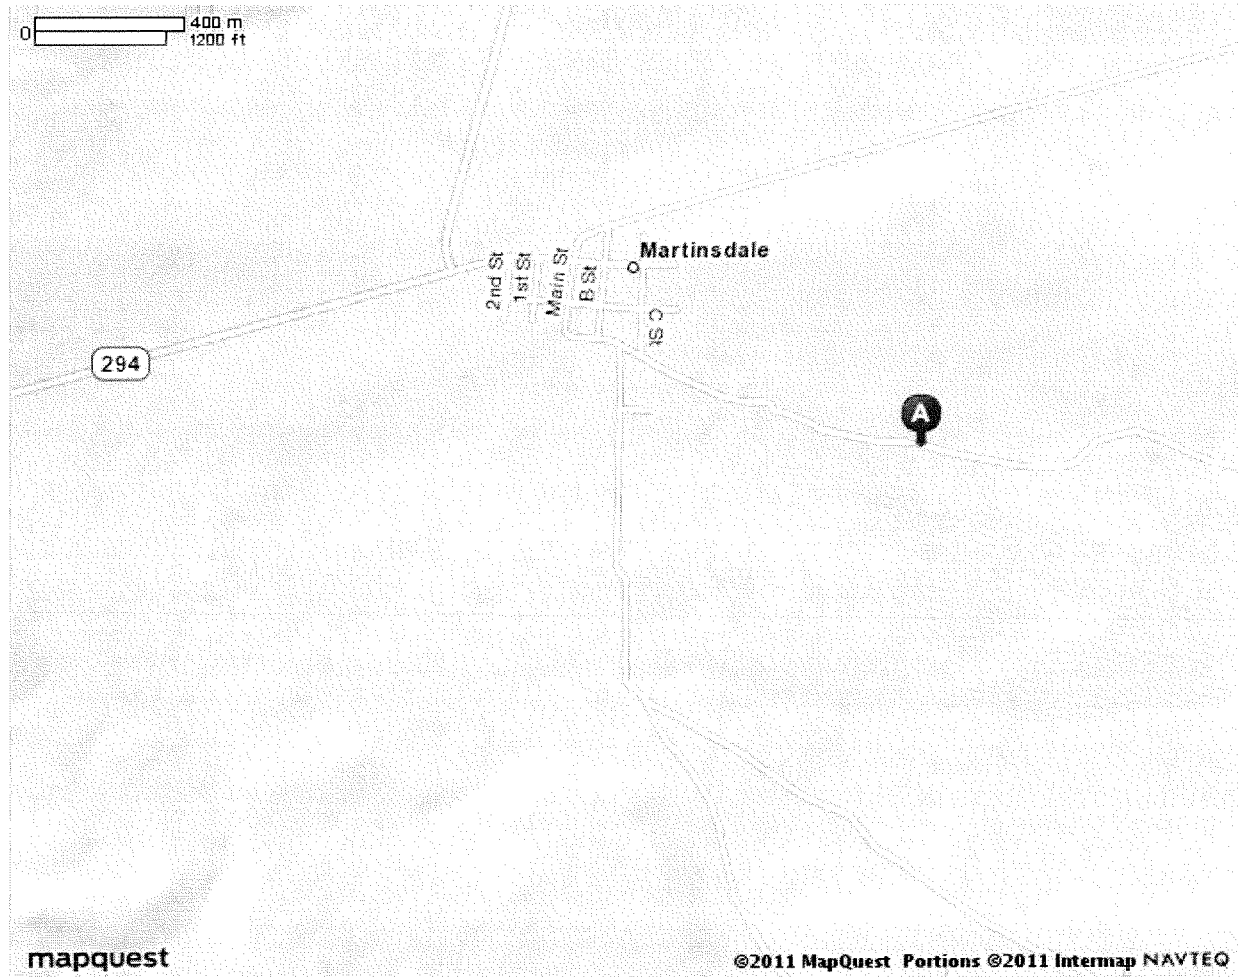 400 m
0
1200 ft
Martinsdale
2nd St
1st St
Main St
B St
C St
294
A
mapquest
©2011 MapQuest Portions ©2011 Intermap NAVTEQ